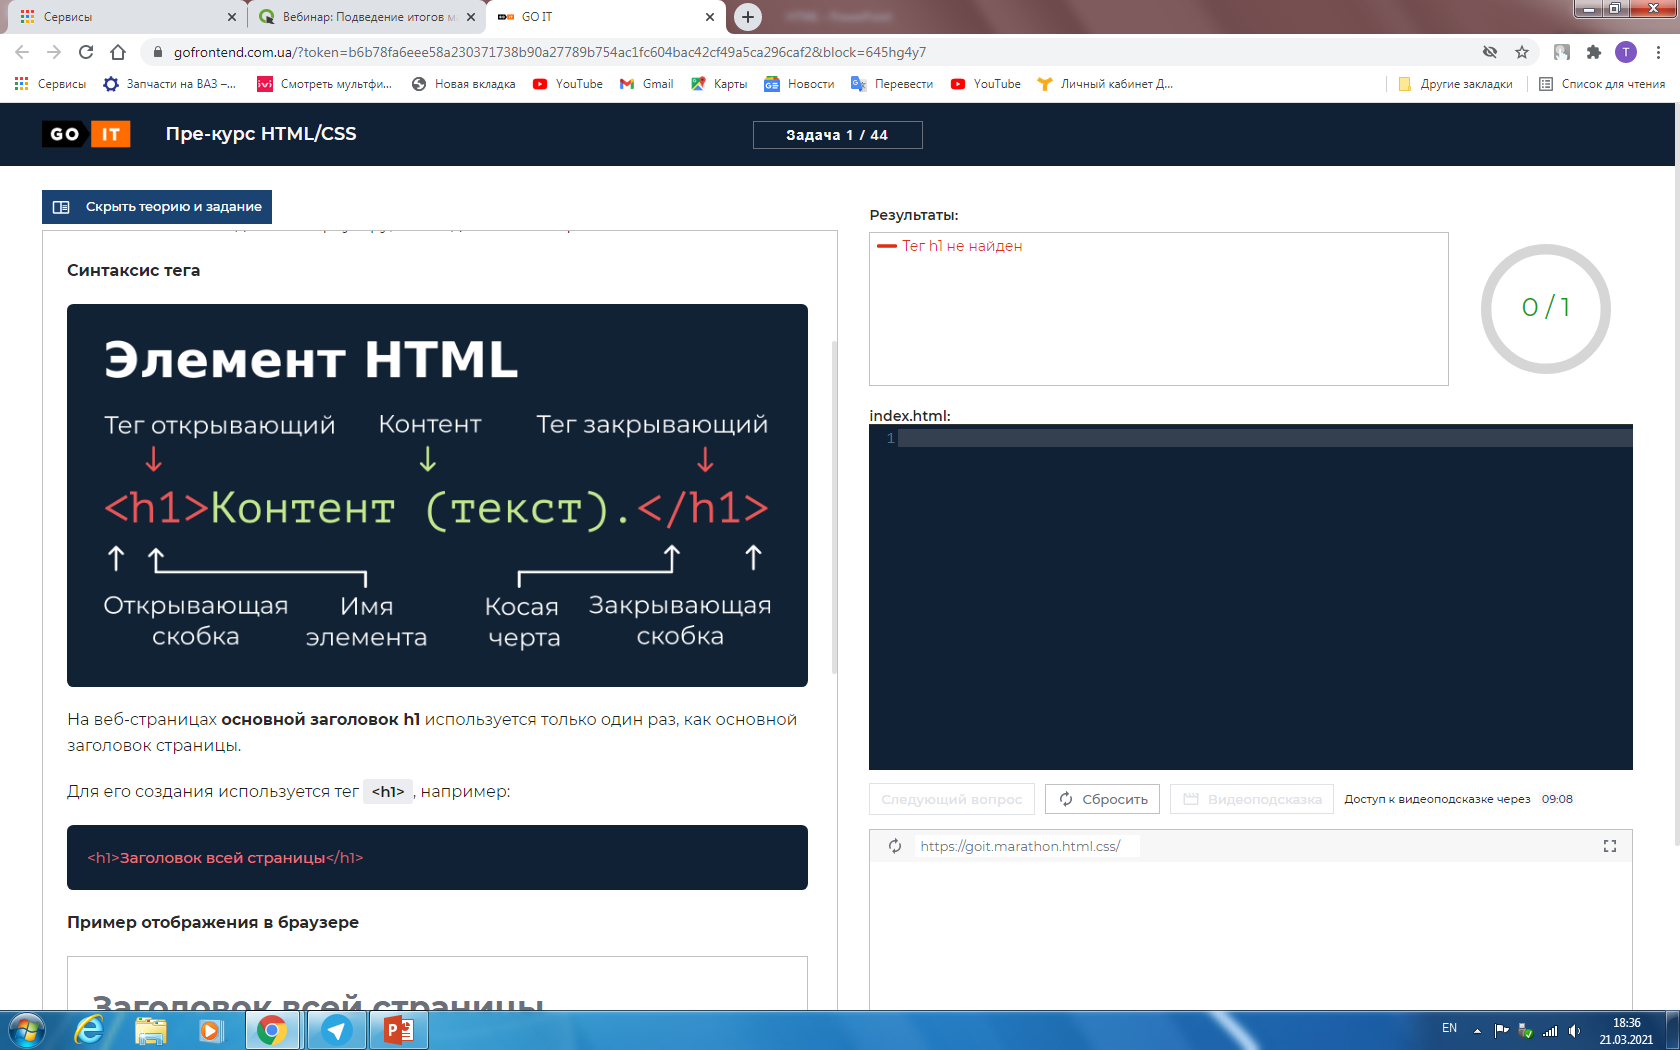 Сервисы
Вебинар: Подведение итогов м
GO IT
gofrontend.com.ua/?token=b6b78fa6eee58a230371738b90a27789b754ac1fc604bac42cf49a5ca296caf2&block=645hg4y7
T
Сервисы
Запчасти на ВАЗ –...
Смотреть мультфи...
Новая вкладка
YouTube
Gmail
Карты
Новости
Перевести
YouTube
Личный кабинет Д...
Другие закладки
Список для чтения
GO IT
Пре-курс HTML/CSS
Задача 1 / 44
Скрыть теорию и задание
Синтаксис тега
Элемент HTML
Тег открывающий Контент Тег закрывающий
<h1>Контент (текст).</h1>
Открывающая скобка
Имя элемента
Косая черта
Закрывающая скобка
На веб-страницах основной заголовок h1 используется только один раз, как основной
заголовок страницы.
Для его создания используется тег <h1>, например:
<h1>Заголовок всей страницы</h1>
Пример отображения в браузере
Заголовок всей страницы
Результаты:
Тег h1 не найден
0 / 1
index.html:
1
Следующий вопрос
Сбросить
Видеоподсказка
Доступ к видеоподсказке через 09:08
https://goit.marathon.html.css/
EN
18:36
21.03.2021